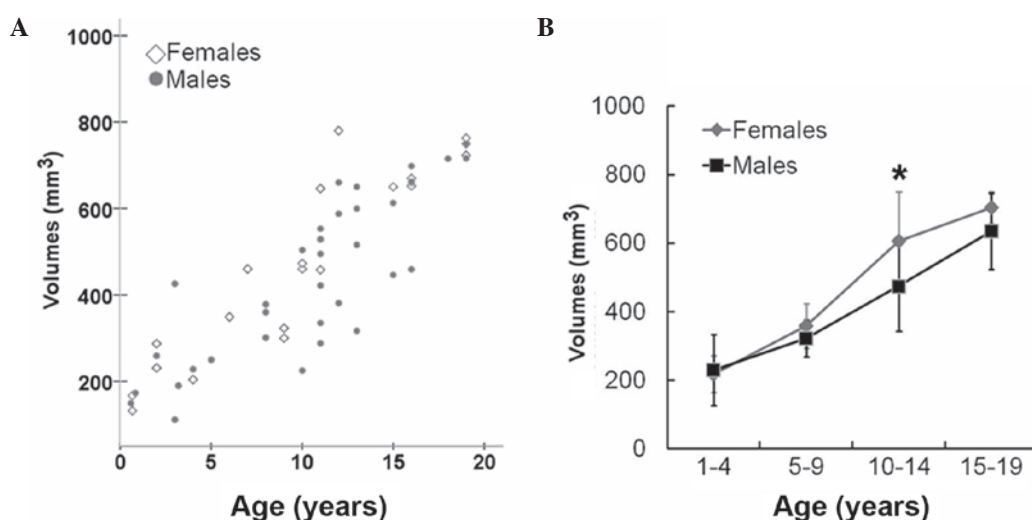 A
1000
800
600
400
200
Volumes (mm³)
Females
Males
0
5
10
15
20
Age (years)
B
1000
800
600
400
200
0
Volumes (mm³)
Females
Males
*
1-4
5-9
10-14
15-19
Age (years)